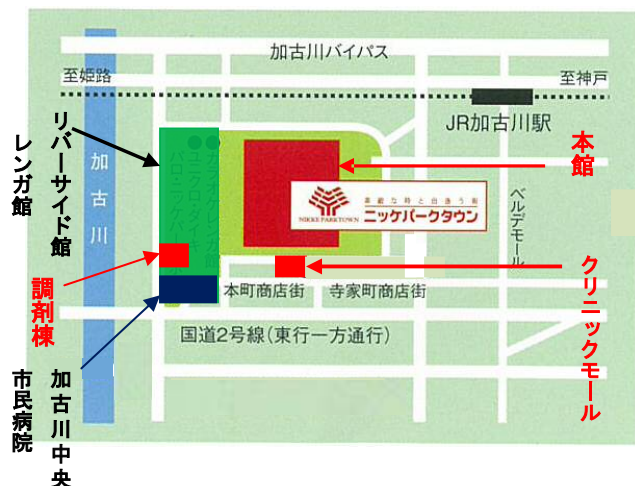 加古川バイパス
至姫路
至神戸
JR加古川駅
リバーサイド館
レンガ館
加古川
本館
素敵な時と出逢う街
NIKKE PARKTOWN
ニッケパークタウン
ベルデモール
調剤棟
本町商店街
寺家町商店街
クリニックモール
国道2号線(東行一方通行)
加古川中央
市民病院